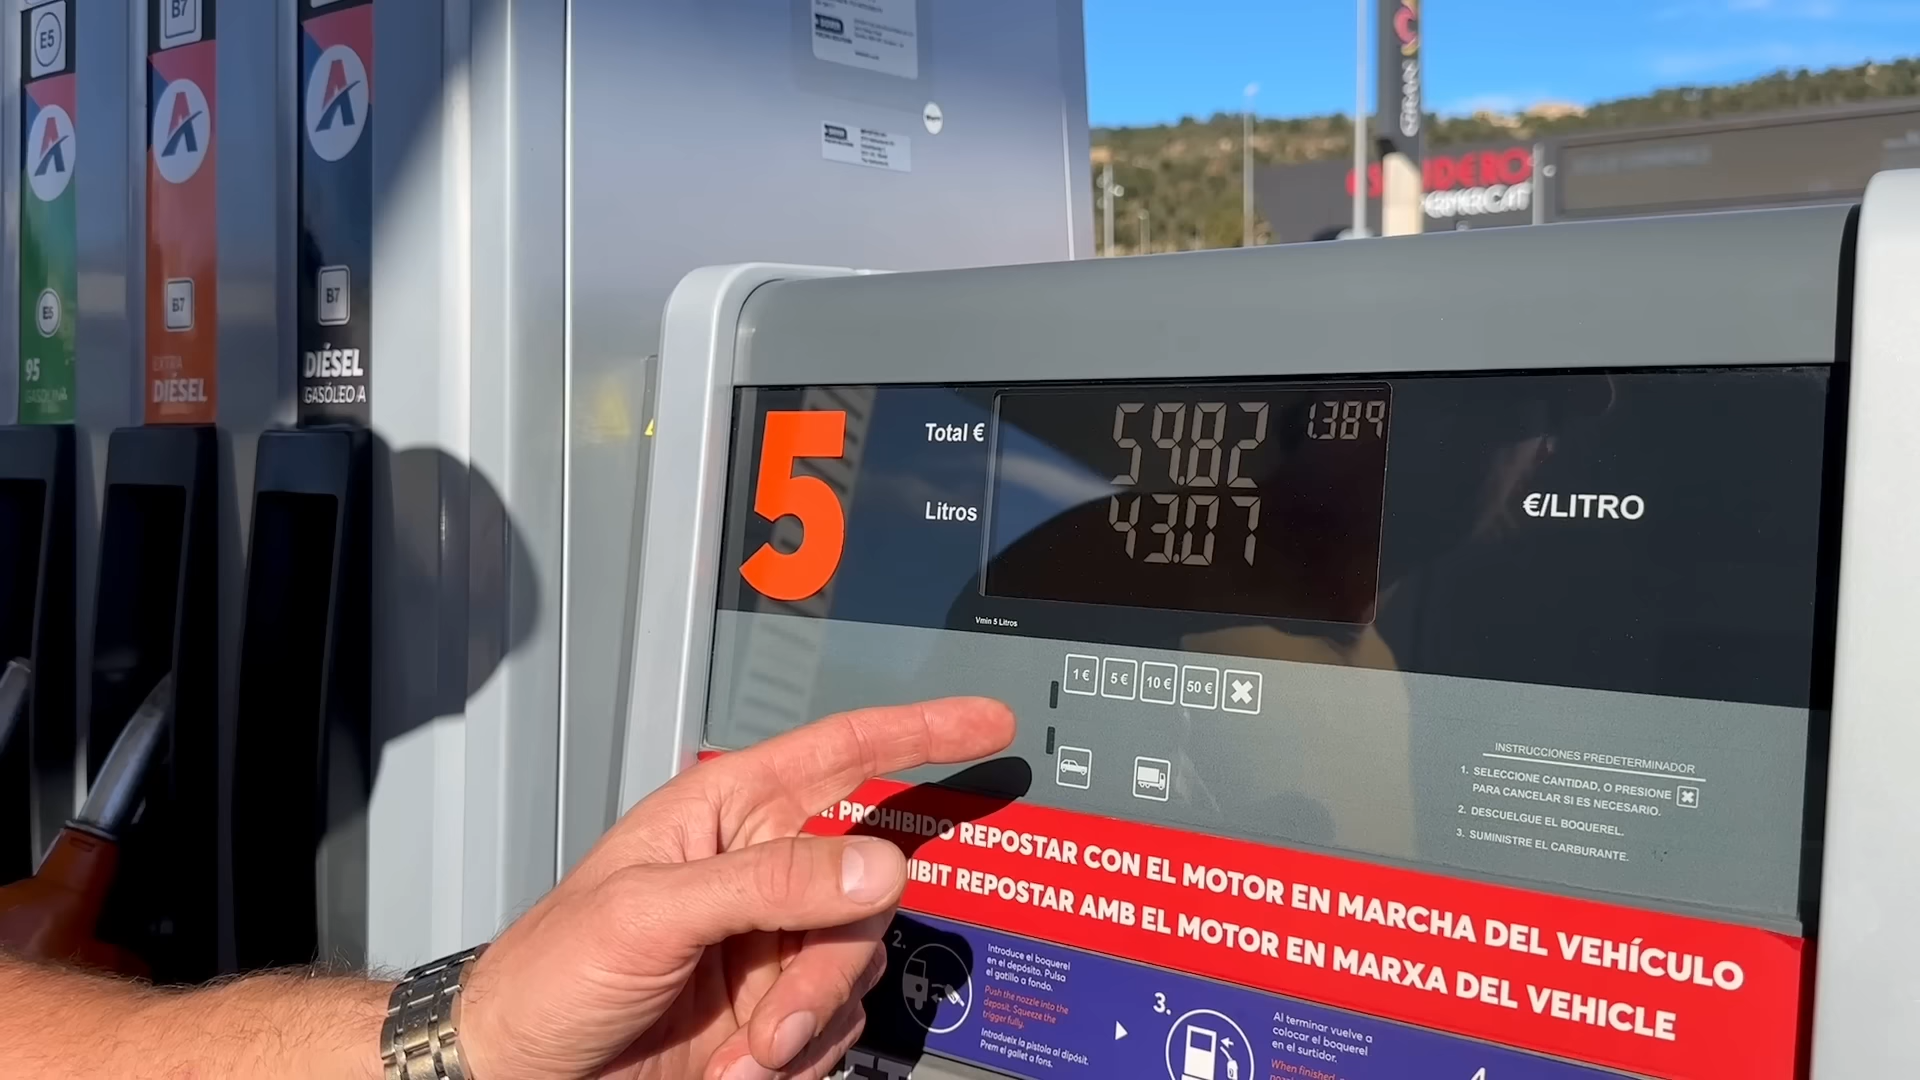 E5
B7
E5
B7
B7
95
GASOLINA
EXTRA
DIÉSEL
DIÉSEL
GASÓLEO A
GRAN
5
Total €
59.82
1.389
Litros
43.07
€/LITRO
Vmin 5 Litros
1 €
5 €
10 €
50 €
INSTRUCCIONES PREDETERMINADOR
1. SELECCIONE CANTIDAD, O PRESIONE
PARA CANCELAR SI ES NECESARIO.
2. DESCUELGUE EL BOQUEREL.
3. SUMINISTRE EL CARBURANTE.
PROHIBIDO REPOSTAR CON EL MOTOR EN MARCHA DEL VEHÍCULO
REPOSTAR AMB EL MOTOR EN MARXA DEL VEHICLE
2.
Introduce el boquerel
en el depósito. Pulsa
el gatillo a fondo.
Push the nozzle into the
deposit. Squeeze the
trigger fully.
Introdueix la pistola al dipòsit.
Prem el gallet a fons.
3.
Al terminar vuelve a
colocar el boquerel
en el surtidor.
When finished,
4